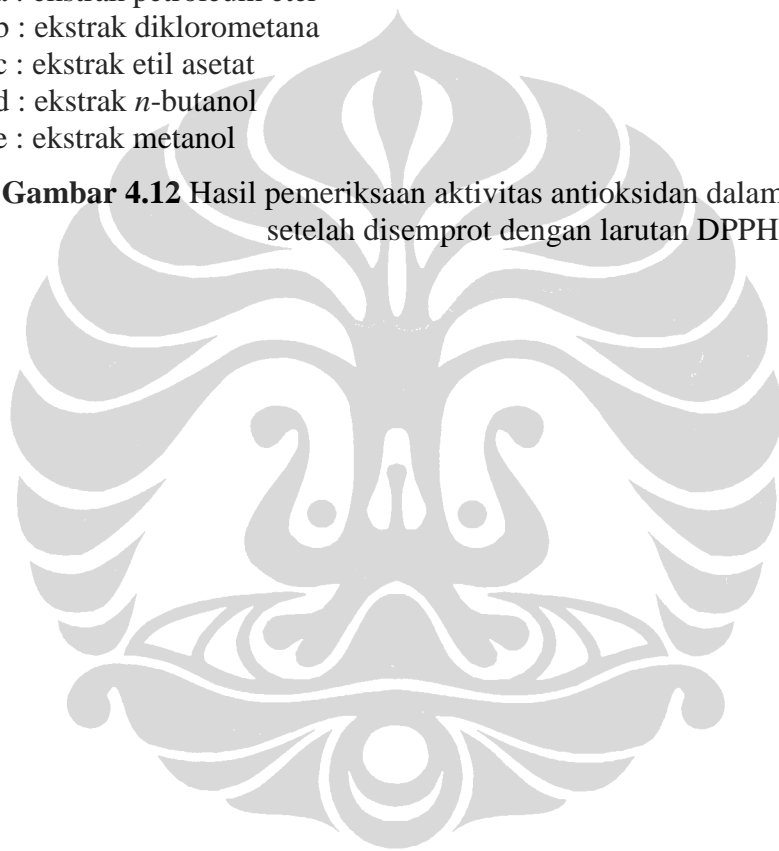 b : ekstrak diklorometana
c : ekstrak etil asetat
d : ekstrak n-butanol
e : ekstrak metanol
Gambar 4.12 Hasil pemeriksaan aktivitas antioksidan dalam
setelah disemprot dengan larutan DPPH